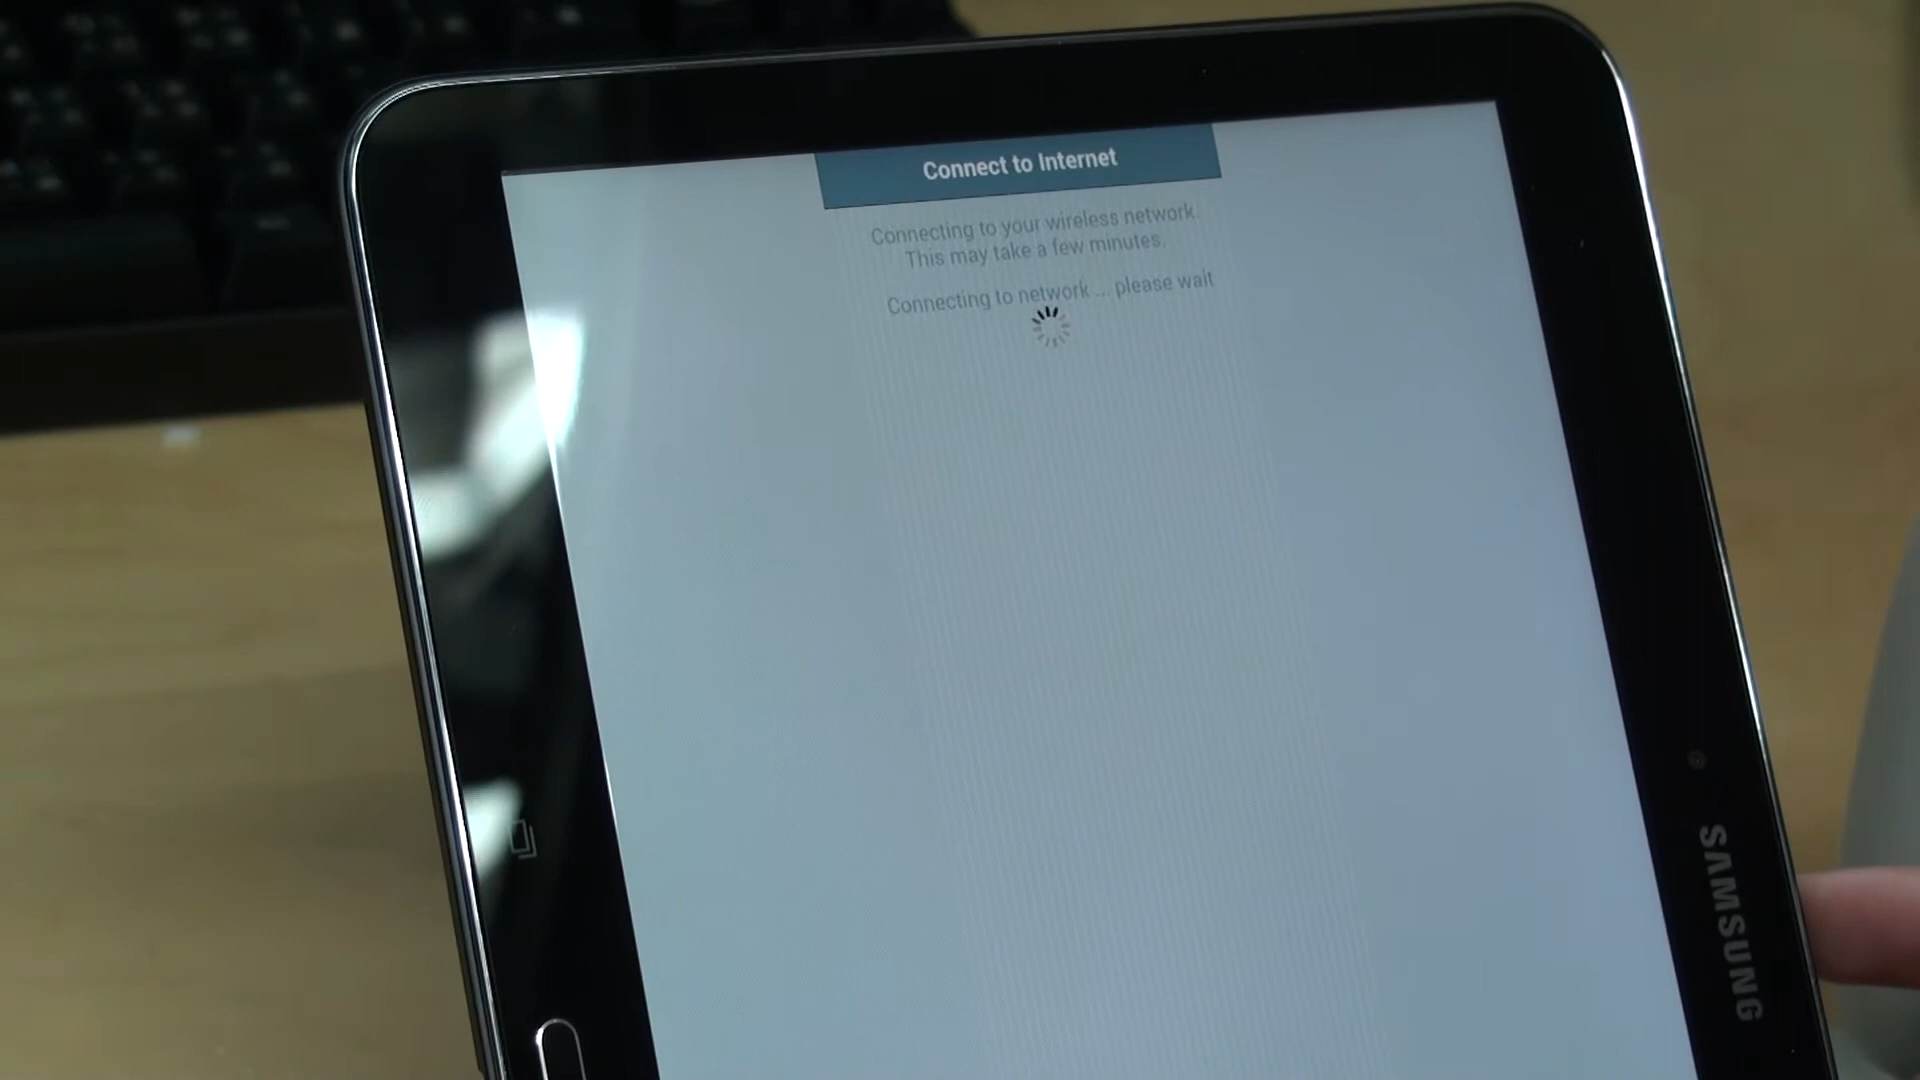 Connect to Internet
Connecting to your wireless network.
This may take a few minutes.
Connecting to network ... please wait
SAMSUNG